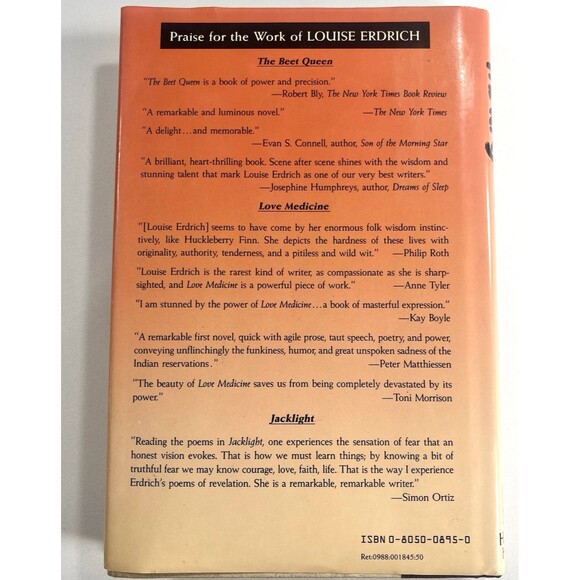 Praise for the Work of LOUISE ERDRICH
The Beet Queen
"The Beet Queen is a book of power and precision."
—Robert Bly, The New York Times Book Review
"A remarkable and luminous novel." —The New York Times
"A delight...and memorable."
—Evan S. Connell, author, Son of the Morning Star
"A brilliant, heart-thrilling book. Scene after scene shines with the wisdom and
stunning talent that mark Louise Erdrich as one of our very best writers."
—Josephine Humphreys, author, Dreams of Sleep
Love Medicine
"[Louise Erdrich] seems to have come by her enormous folk wisdom instinc-
tively, like Huckleberry Finn. She depicts the hardness of these lives with
originality, authority, tenderness, and a pitiless and wild wit." —Philip Roth
"Louise Erdrich is the rarest kind of writer, as compassionate as she is sharp-
sighted, and Love Medicine is a powerful piece of work." —Anne Tyler
"I am stunned by the power of Love Medicine...a book of masterful expression."
—Kay Boyle
"A remarkable first novel, quick with agile prose, taut speech, poetry, and power,
conveying unflinchingly the funkiness, humor, and great unspoken sadness of the
Indian reservations." —Peter Matthiessen
"The beauty of Love Medicine saves us from being completely devastated by its
power." —Toni Morrison
Jacklight
"Reading the poems in Jacklight, one experiences the sensation of fear that an
honest vision evokes. That is how we must learn things; by knowing a bit of
truthful fear we may know courage, love, faith, life. That is the way I experience
Erdrich's poems of revelation. She is a remarkable, remarkable writer."
—Simon Ortiz
ISBN 0-8050-0895-0
Ret:0988:001845:50